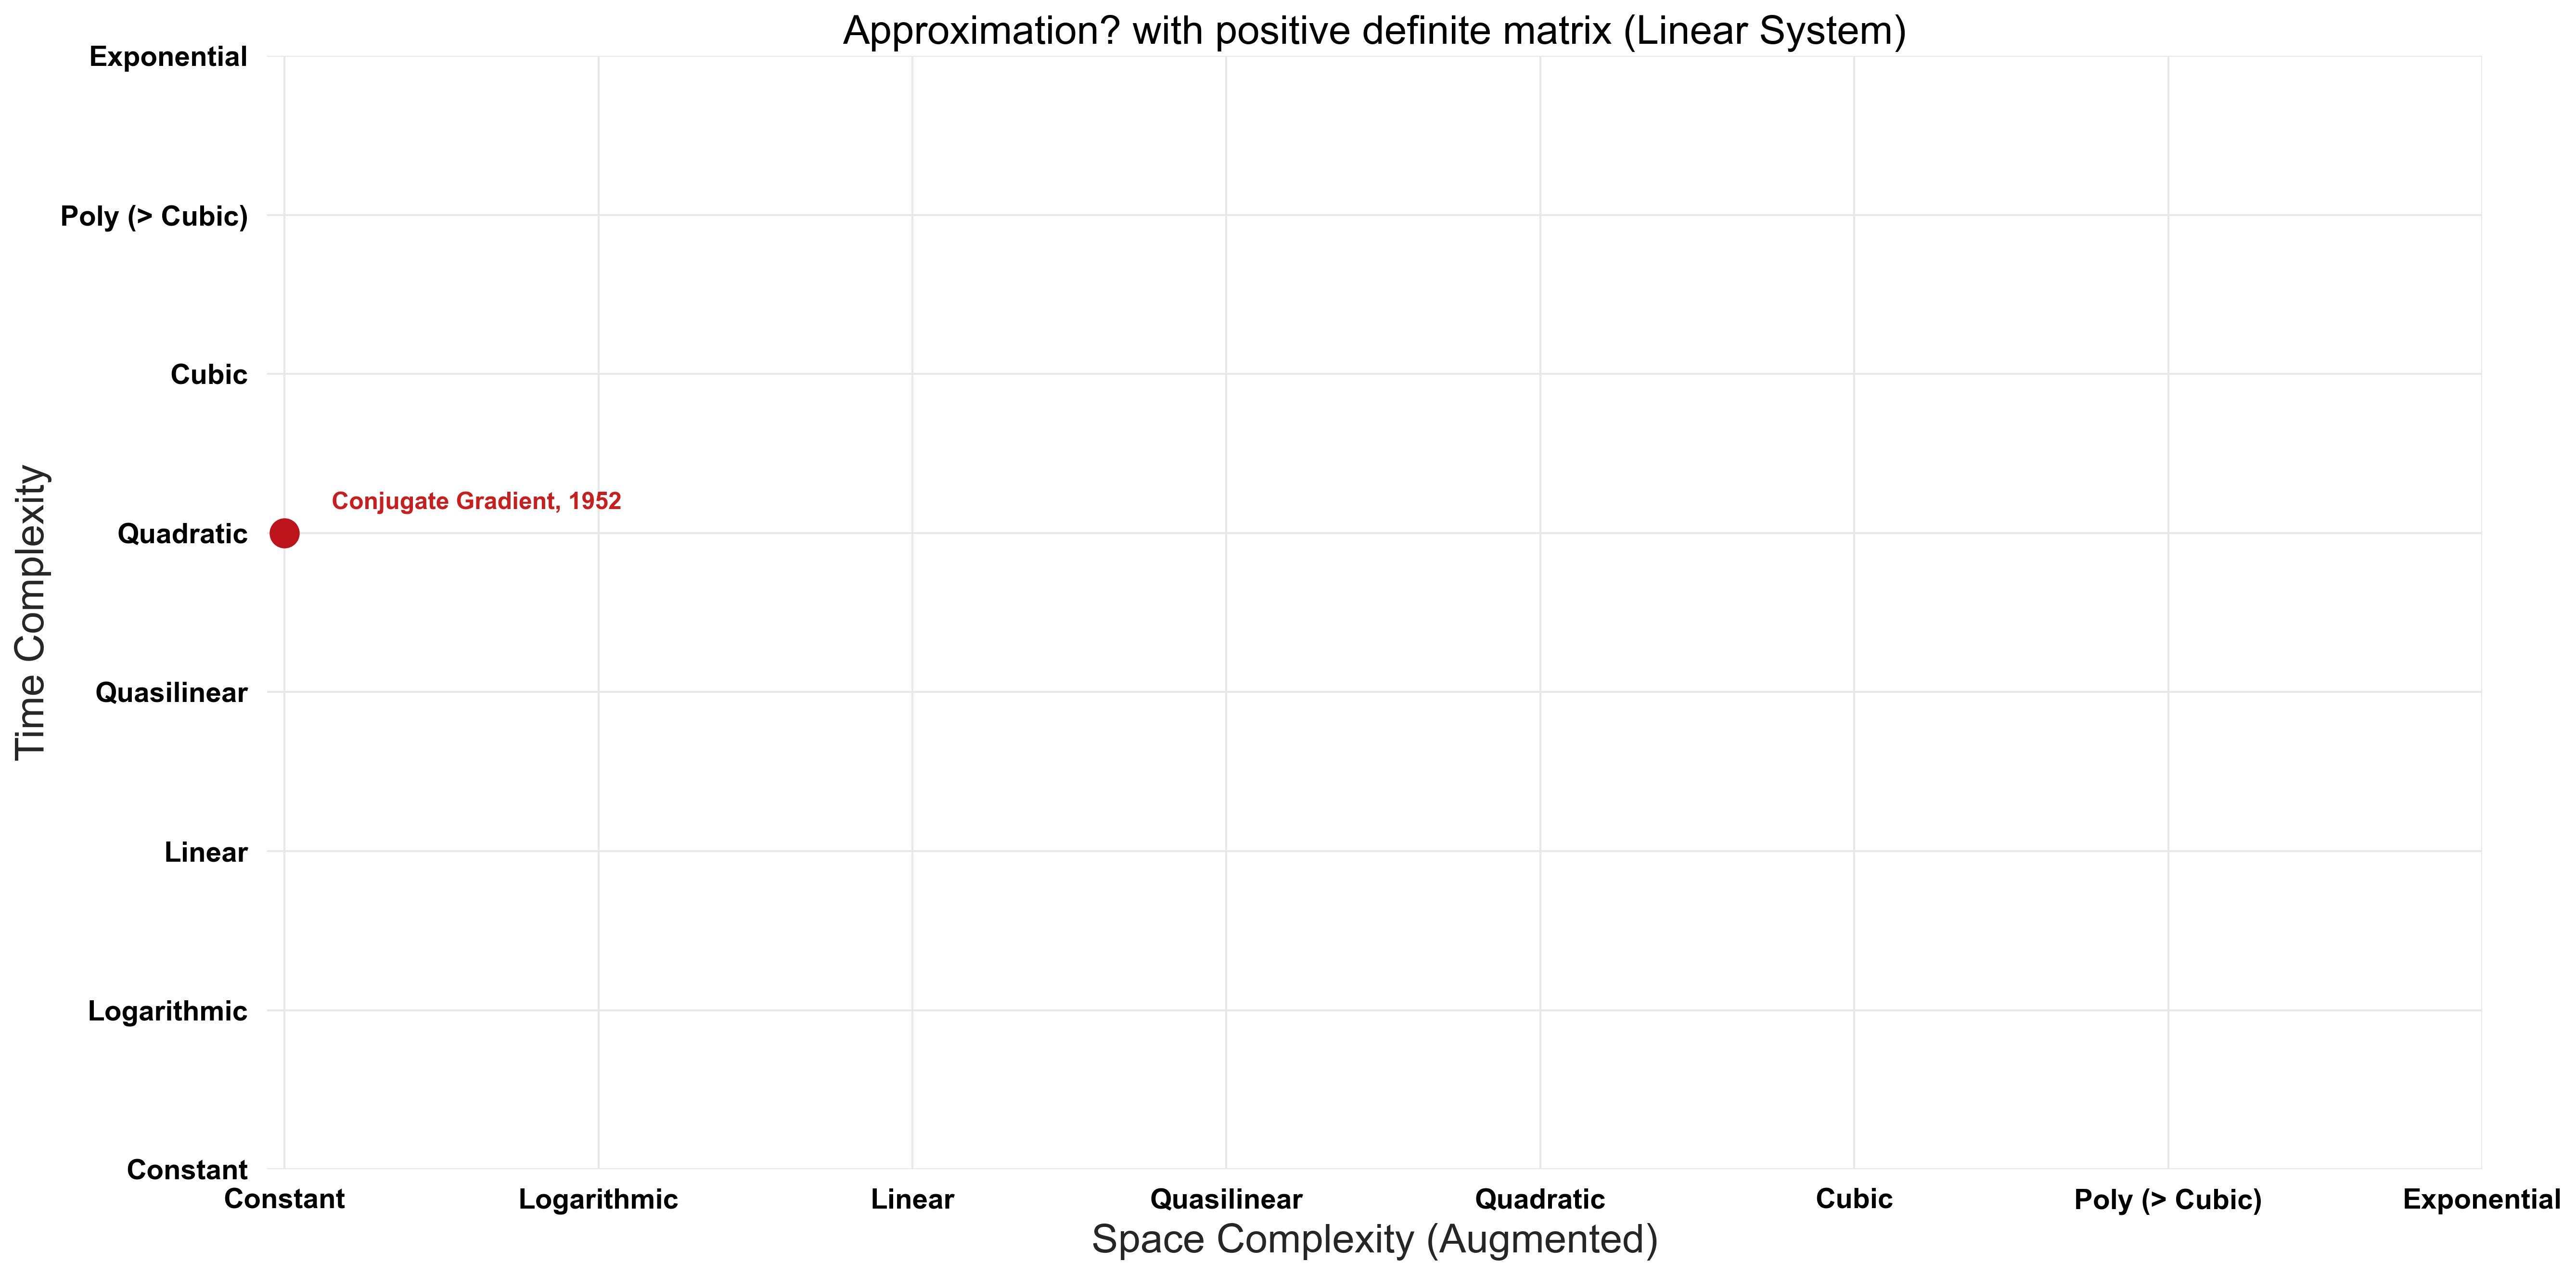 Approximation? with positive definite matrix (Linear System)
Exponential
Poly (> Cubic)
Cubic
Quadratic
Quasilinear
Linear
Logarithmic
Constant
Time Complexity
Conjugate Gradient, 1952
Constant
Logarithmic
Linear
Quasilinear
Quadratic
Cubic
Poly (> Cubic)
Exponential
Space Complexity (Augmented)